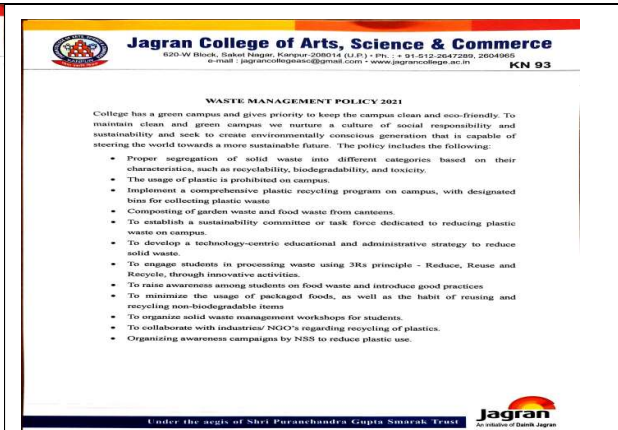 Jagran College of Arts, Science & Commerce
620-W Block, Saket Nagar, Kanpur-208014 (U.P.) • Ph. : + 91-512-2647289, 2604965
e-mail : jagrancollegeasc@gmail.com • www.jagrancollege.ac.in
KN 93
WASTE MANAGEMENT POLICY 2021
College has a green campus and gives priority to keep the campus clean and eco-friendly. To
maintain clean and green campus we nurture a culture of social responsibility and
sustainability and seek to create environmentally conscious generation that is capable of
steering the world towards a more sustainable future. The policy includes the following:
• Proper segregation of solid waste into different categories based on their
characteristics, such as recyclability, biodegradability, and toxicity.
• The usage of plastic is prohibited on campus.
• Implement a comprehensive plastic recycling program on campus, with designated
bins for collecting plastic waste
• Composting of garden waste and food waste from canteens.
• To establish a sustainability committee or task force dedicated to reducing plastic
waste on campus.
• To develop a technology-centric educational and administrative strategy to reduce
solid waste.
• To engage students in processing waste using 3Rs principle - Reduce, Reuse and
Recycle, through innovative activities.
• To raise awareness among students on food waste and introduce good practices
• To minimize the usage of packaged foods, as well as the habit of reusing and
recycling non-biodegradable items
• To organize solid waste management workshops for students.
• To collaborate with industries/ NGO's regarding recycling of plastics.
• Organizing awareness campaigns by NSS to reduce plastic use.
Under the aegis of Shri Puranchandra Gupta Smarak Trust
Jagran
An initiative of Dainik Jagran